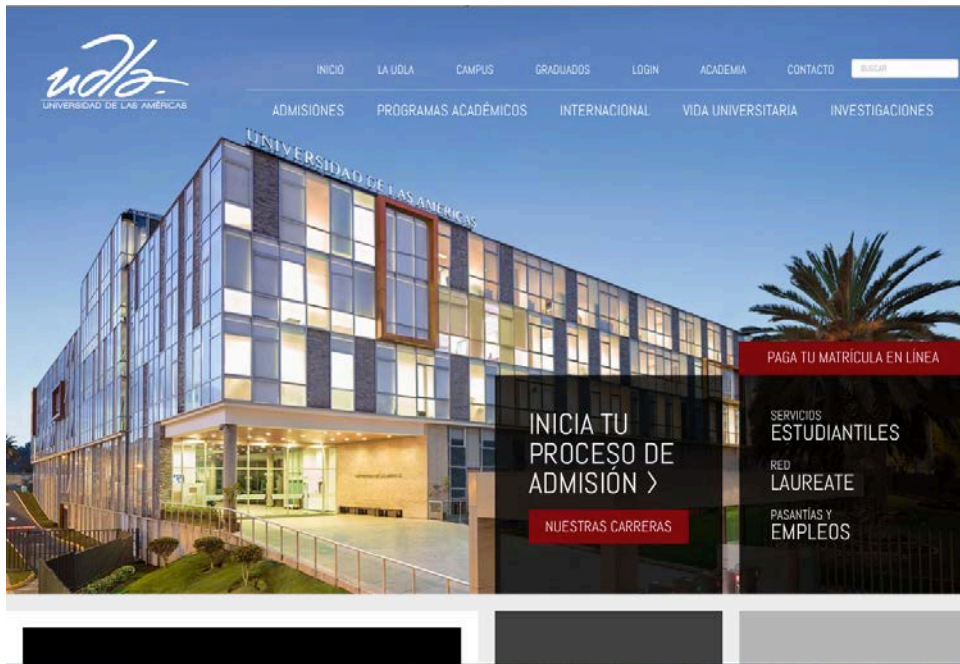 udla-
UNIVERSIDAD DE LAS AMÉRICAS
INICIO LA UDLA CAMPUS GRADUADOS LOGIN ACADEMIA CONTACTO BUSCAR
ADMISIONES PROGRAMAS ACADÉMICOS INTERNACIONAL VIDA UNIVERSITARIA INVESTIGACIONES
UNIVERSIDAD DE LAS AMÉRICAS
PAGA TU MATRÍCULA EN LÍNEA
INICIA TU
PROCESO DE
ADMISIÓN >
NUESTRAS CARRERAS
SERVICIOS
ESTUDIANTILES
RED
LAUREATE
PASANTÍAS Y
EMPLEOS